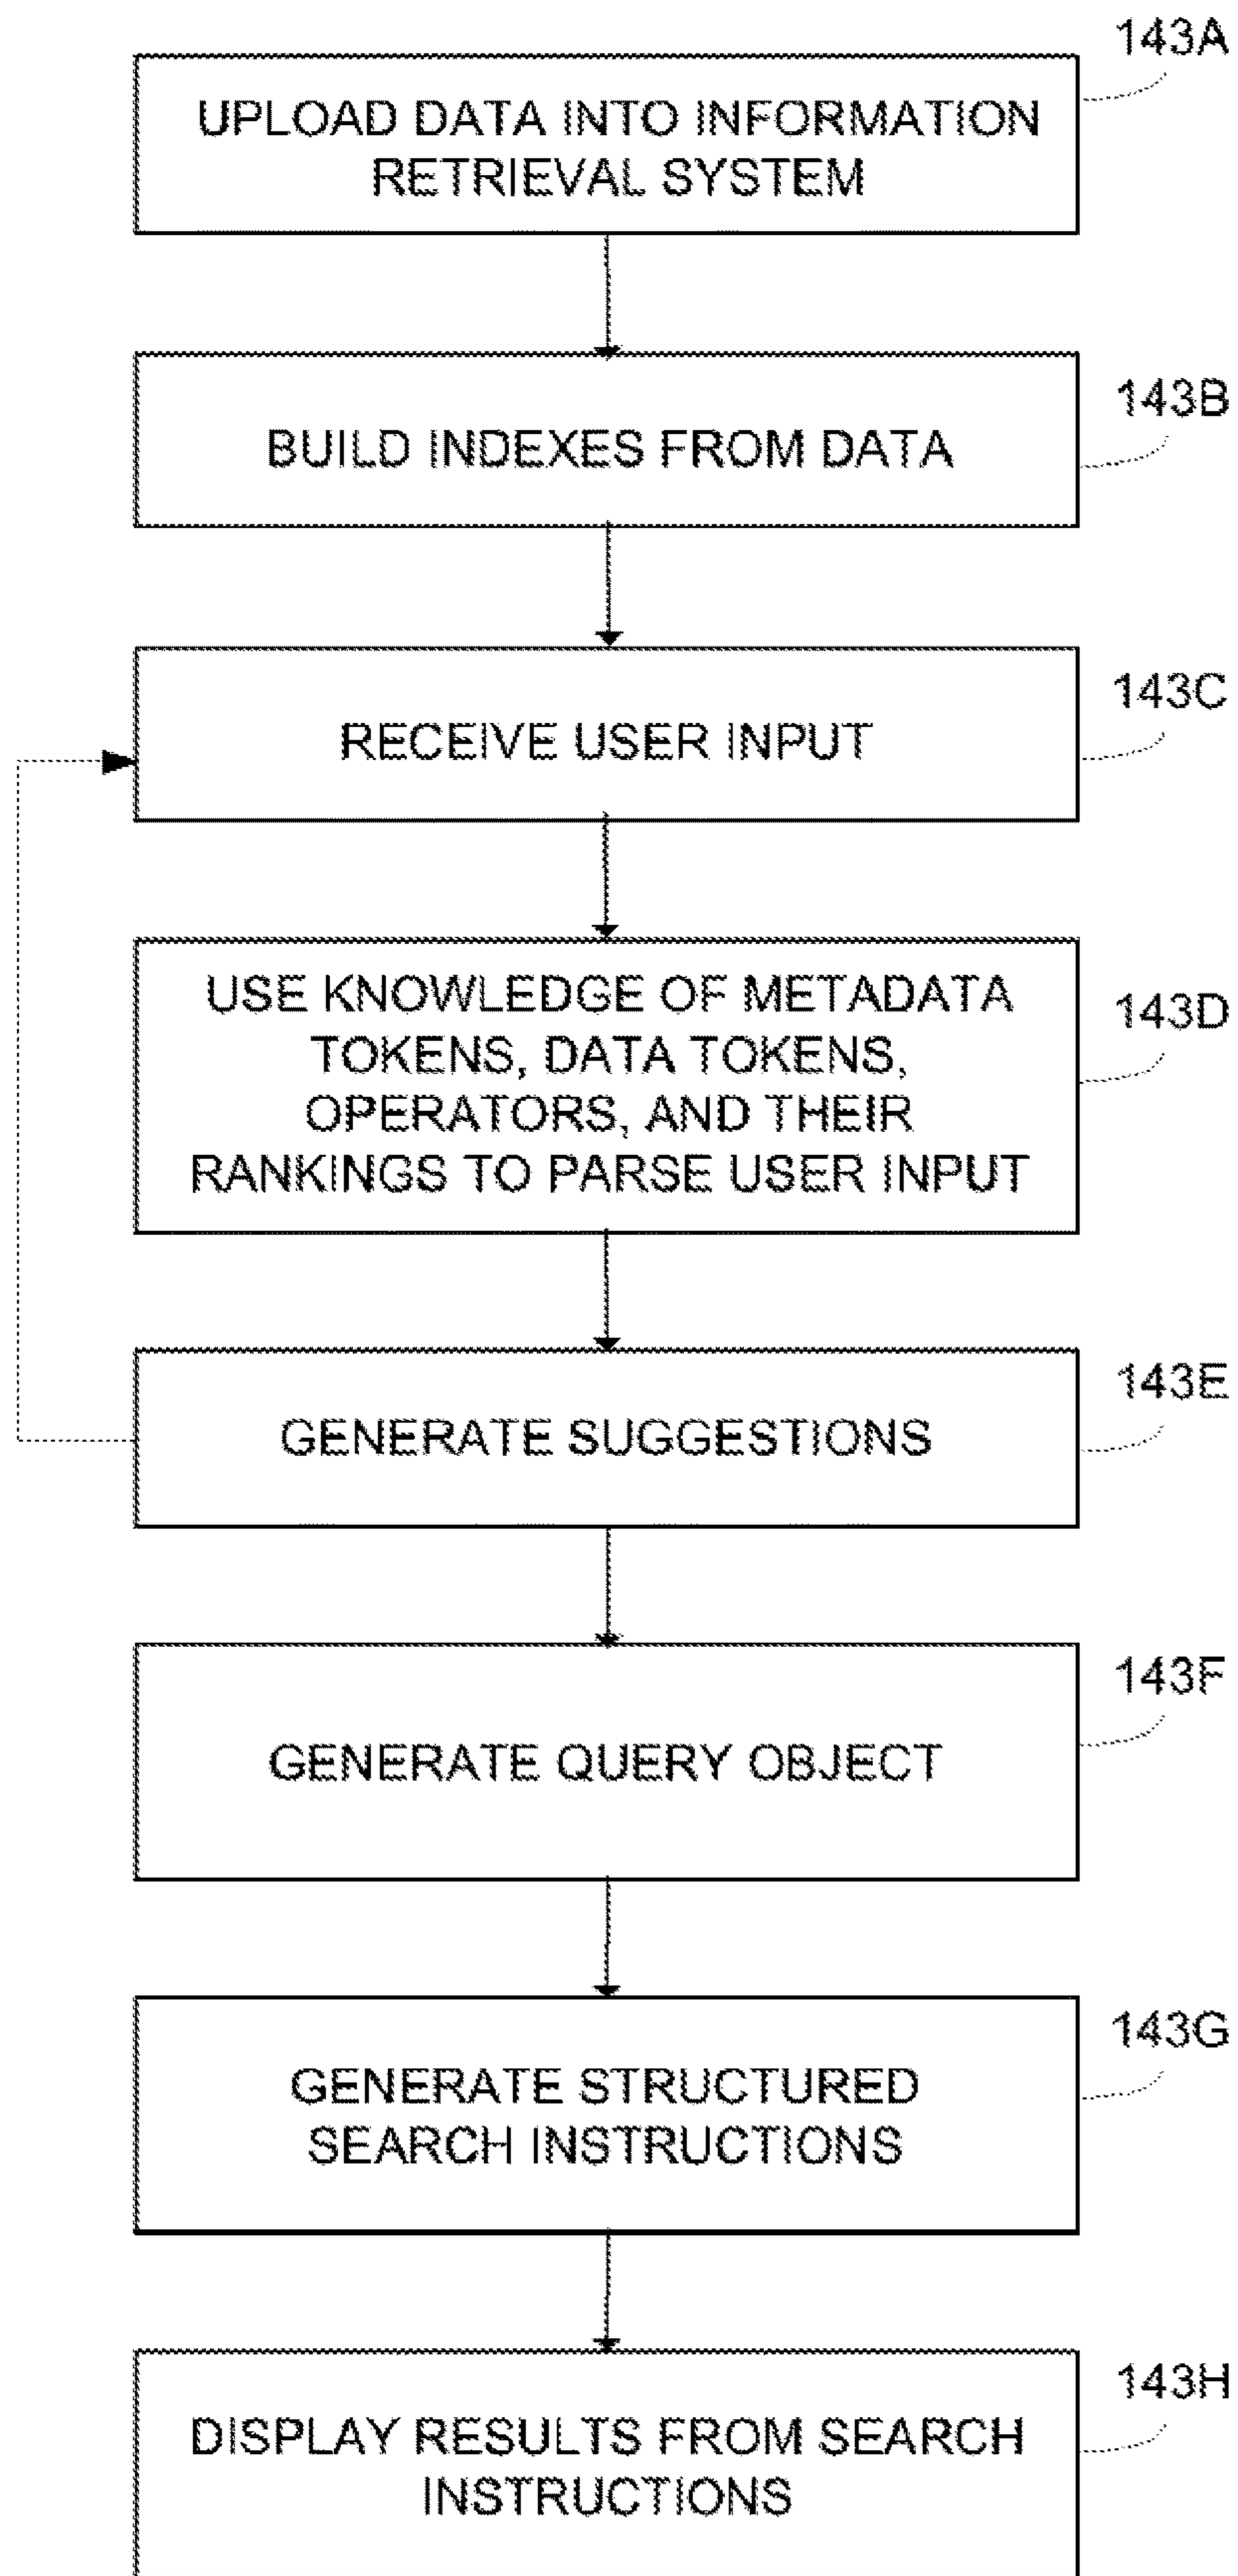 143A
UPLOAD DATA INTO INFORMATION
RETRIEVAL SYSTEM
143B
BUILD INDEXES FROM DATA
143C
RECEIVE USER INPUT
143D
USE KNOWLEDGE OF METADATA
TOKENS, DATA TOKENS,
OPERATORS, AND THEIR
RANKINGS TO PARSE USER INPUT
143E
GENERATE SUGGESTIONS
143F
GENERATE QUERY OBJECT
143G
GENERATE STRUCTURED
SEARCH INSTRUCTIONS
143H
DISPLAY RESULTS FROM SEARCH
INSTRUCTIONS